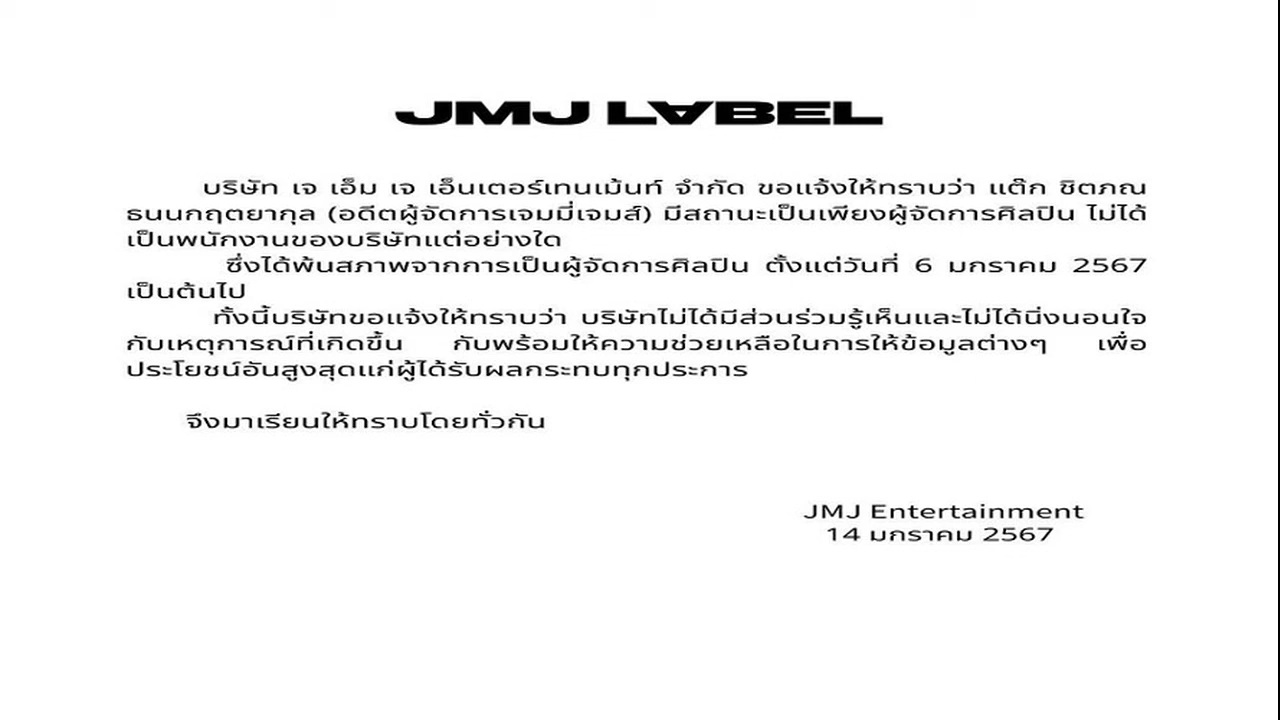 JMJ LABEL
บริษัท เจ เอ็ม เจ เอ็นเตอร์เทนเม้นท์ จำกัด ขอแจ้งให้ทราบว่า แต๊ก ชิตภณ
ธนนกฤตยากุล (อดีตผู้จัดการเจมมี่เจมส์) มีสถานะเป็นเพียงผู้จัดการศิลปิน ไม่ได้
เป็นพนักงานของบริษัทแต่อย่างใด
ซึ่งได้พ้นสภาพจากการเป็นผู้จัดการศิลปิน ตั้งแต่วันที่ 6 มกราคม 2567
เป็นต้นไป
ทั้งนี้บริษัทขอแจ้งให้ทราบว่า บริษัทไม่ได้มีส่วนร่วมรู้เห็นและไม่ได้นิ่งนอนใจ
กับเหตุการณ์ที่เกิดขึ้น กับพร้อมให้ความช่วยเหลือในการให้ข้อมูลต่างๆ เพื่อ
ประโยชน์อันสูงสุดแก่ผู้ได้รับผลกระทบทุกประการ
จึงมาเรียนให้ทราบโดยทั่วกัน
JMJ Entertainment
14 มกราคม 2567